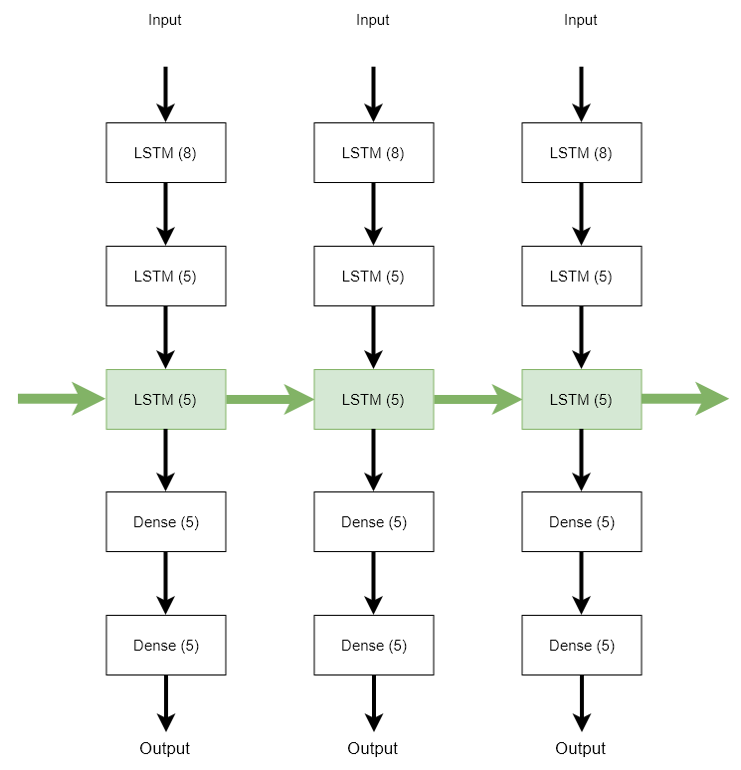 Input Input Input
LSTM (8) LSTM (8) LSTM (8)
LSTM (5) LSTM (5) LSTM (5)
LSTM (5) LSTM (5) LSTM (5)
Dense (5) Dense (5) Dense (5)
Dense (5) Dense (5) Dense (5)
Output Output Output